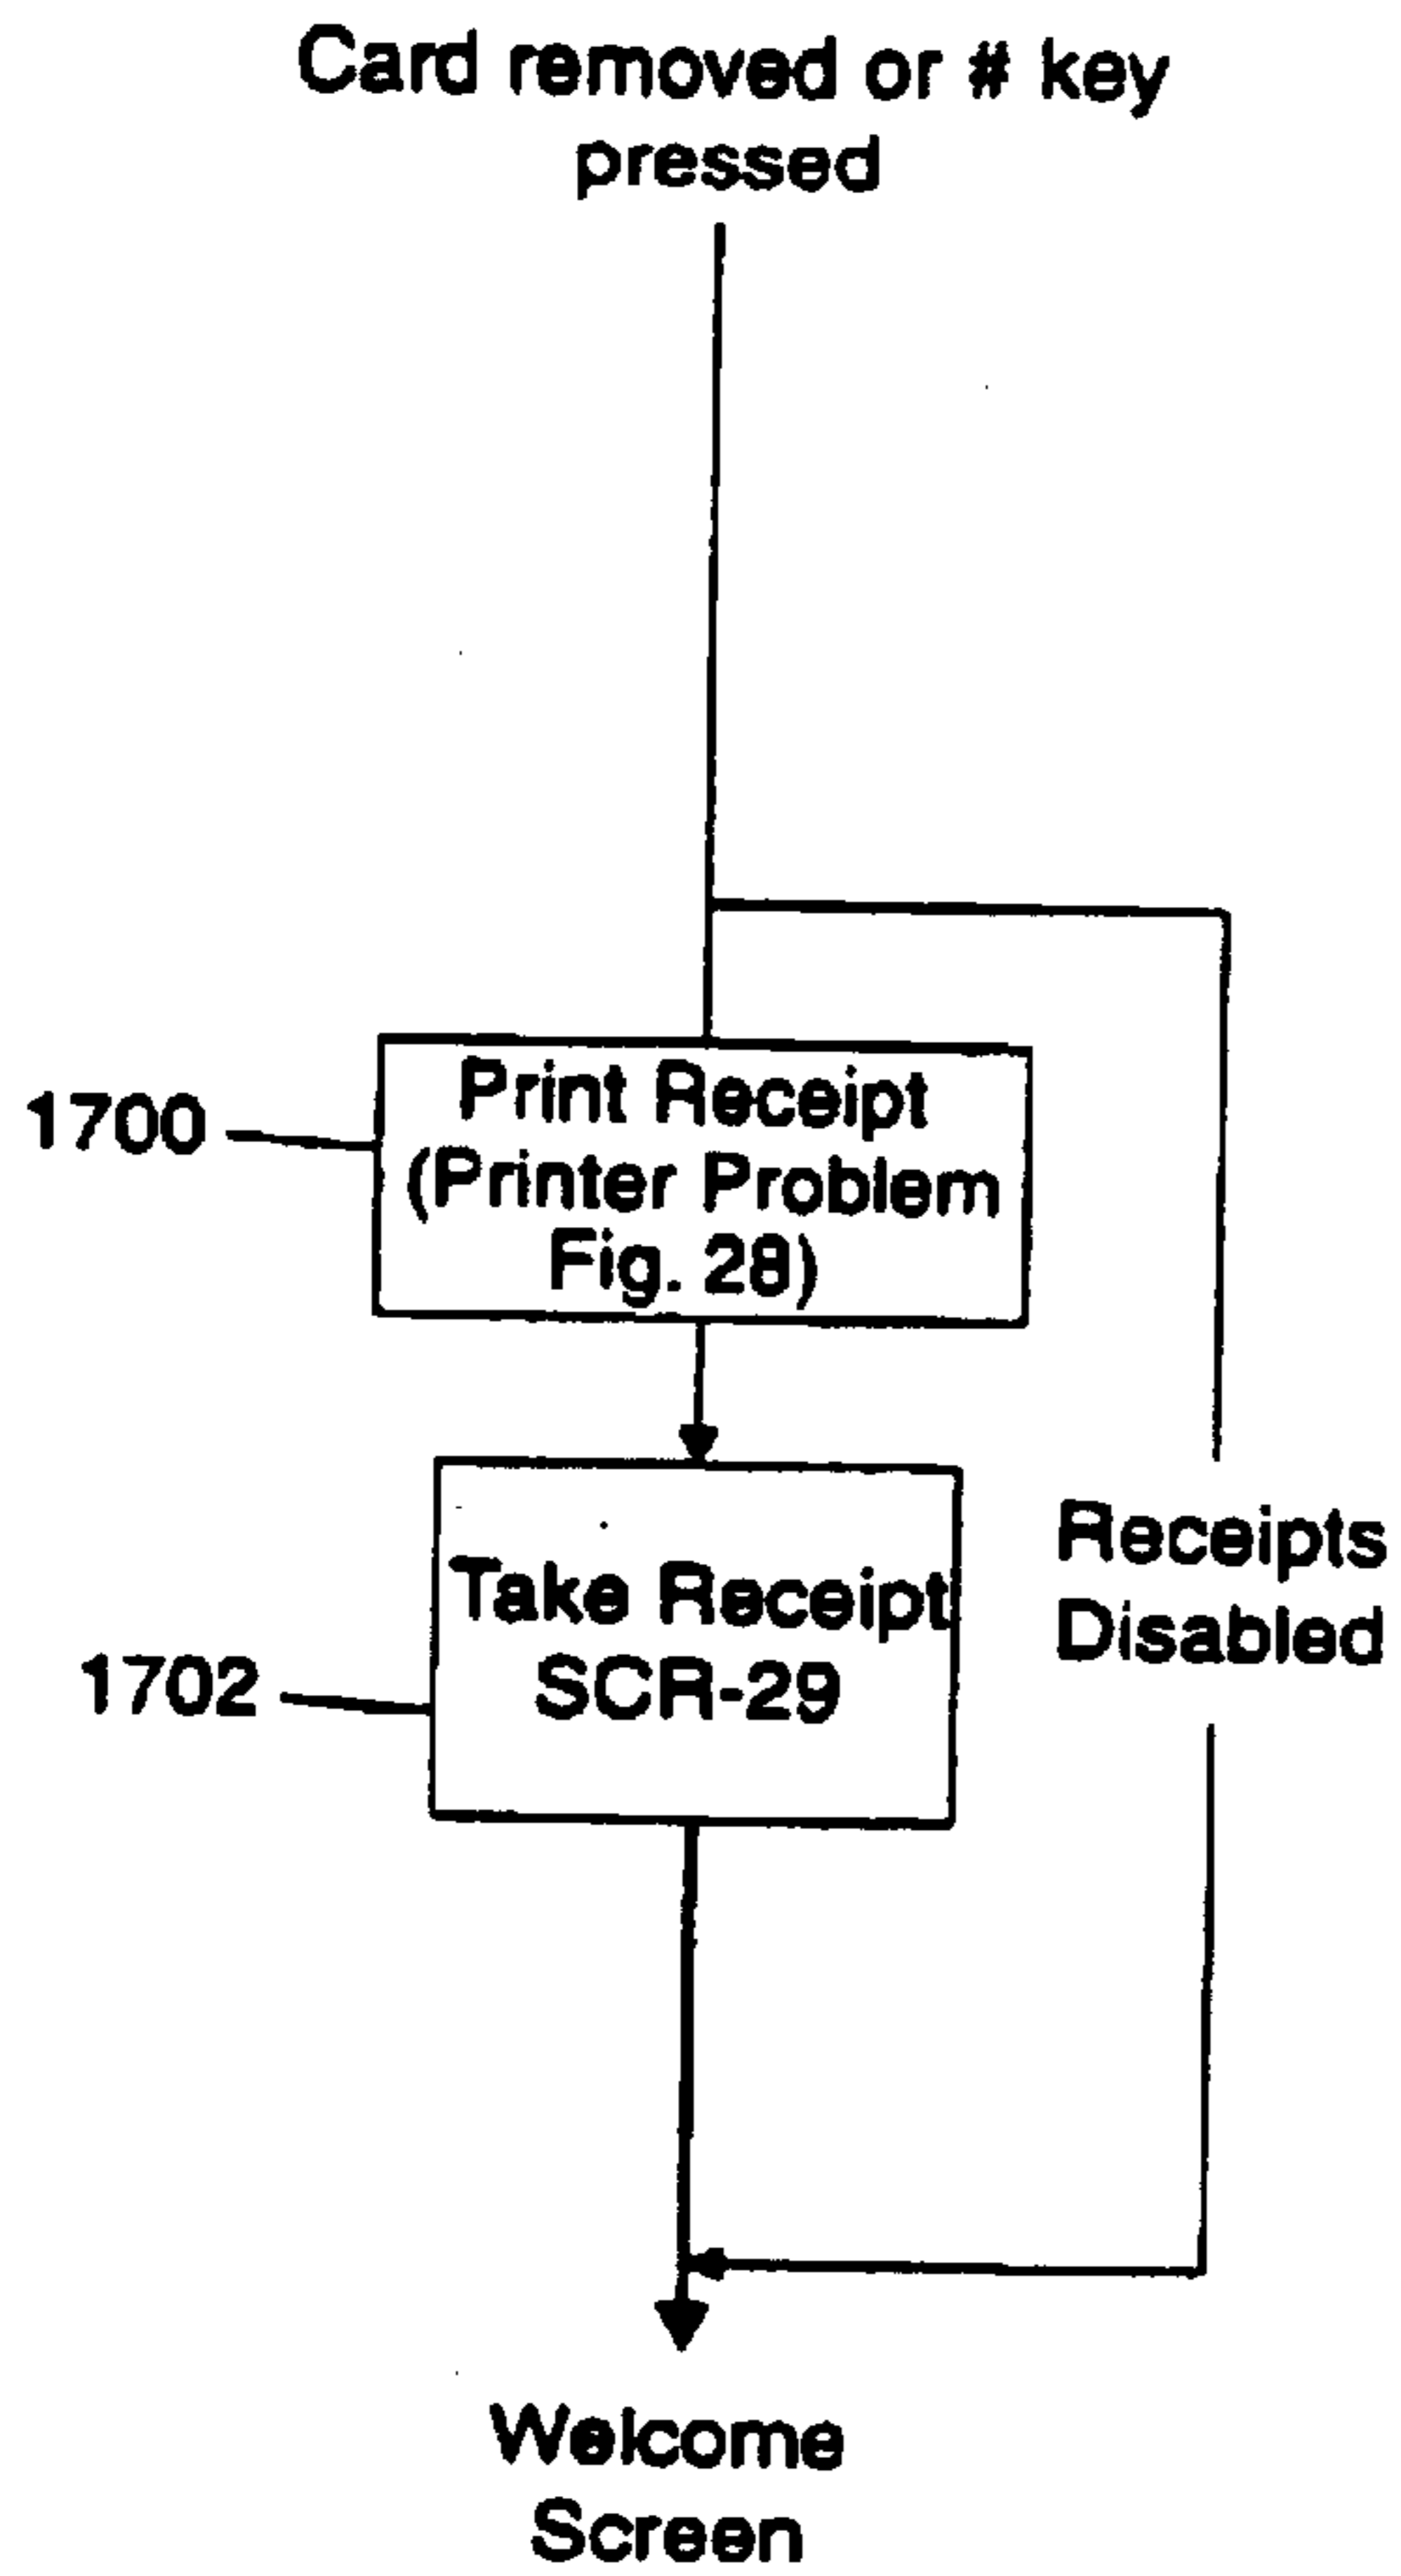 Card removed or # key
pressed
1700
Print Receipt
(Printer Problem
Fig. 28)
Receipts
Disabled
Take Receipt
SCR-29
1702
Welcome
Screen